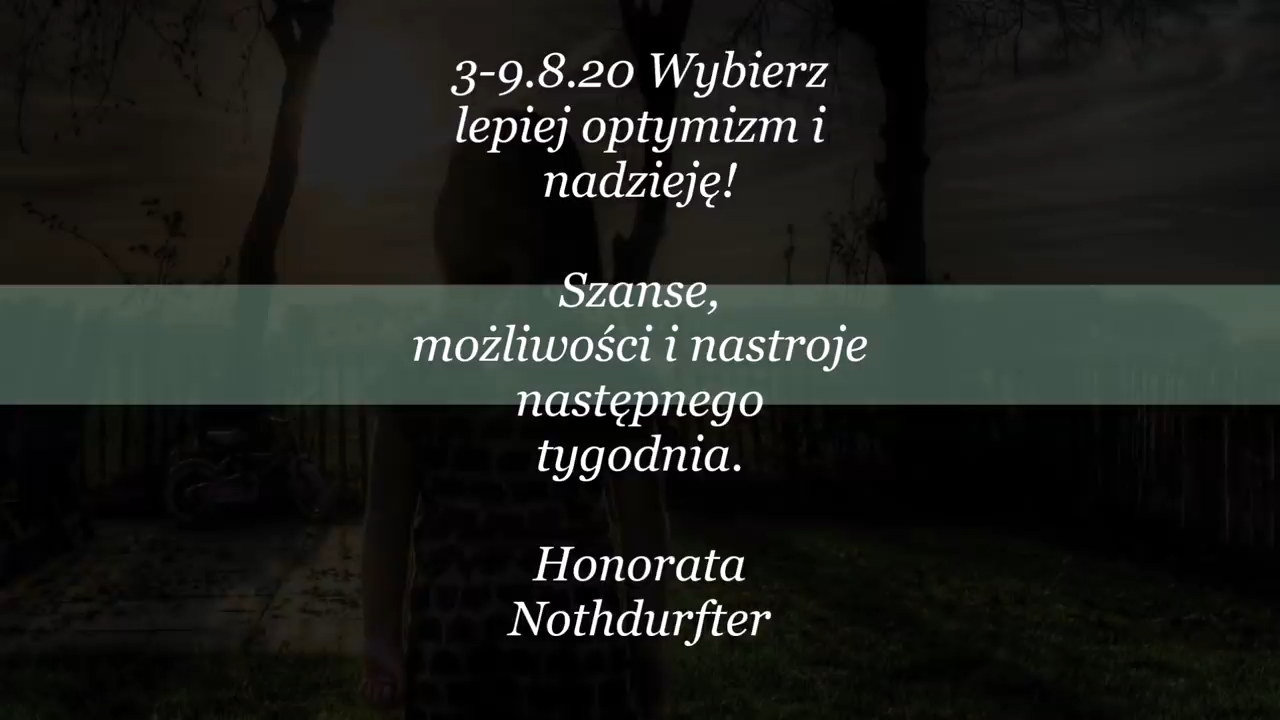 3-9.8.20 Wybierz
lepiej optymizm i
nadzieję!
Szanse,
możliwości i nastroje
następnego
tygodnia.
Honorata
Nothdurfter